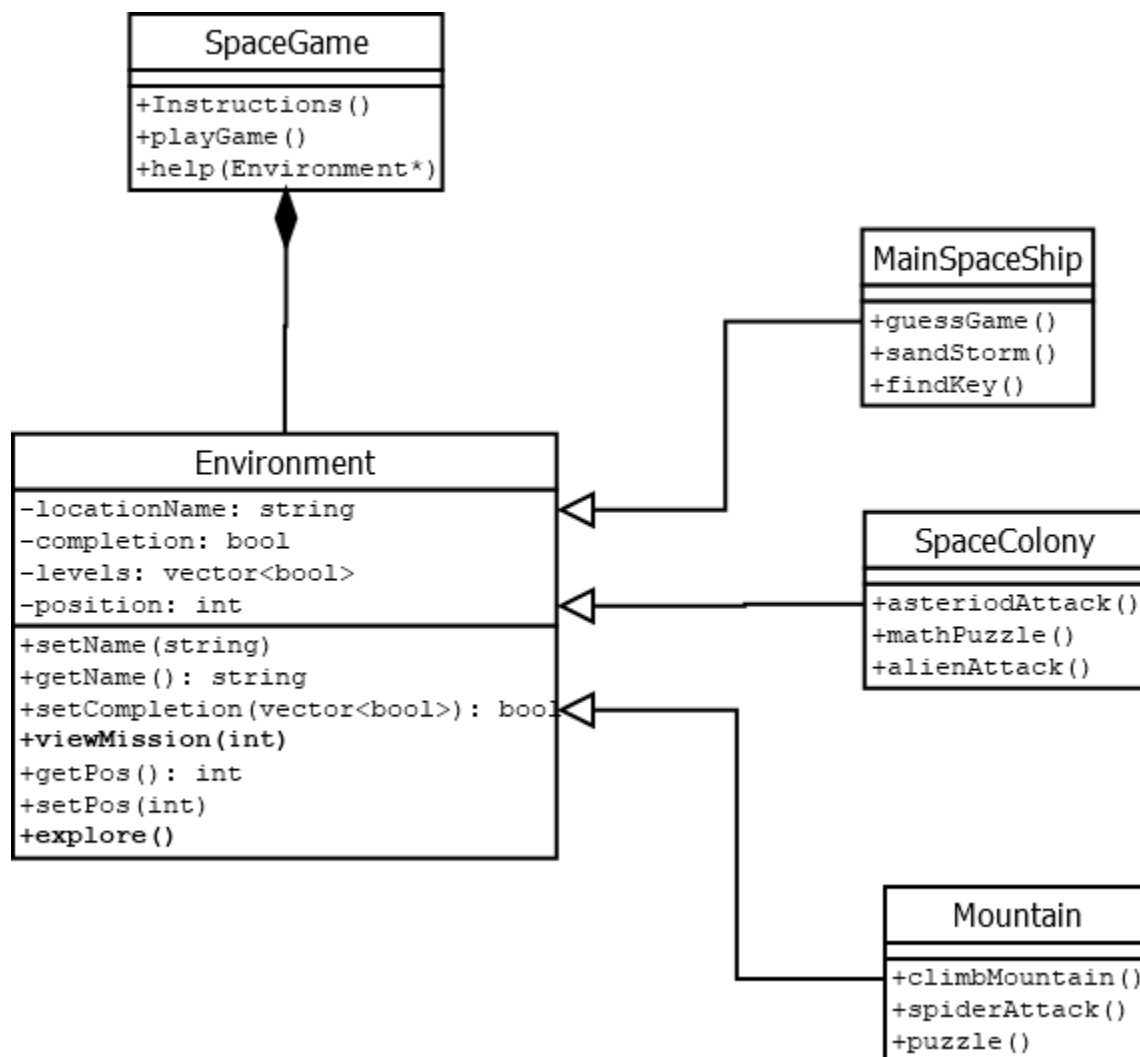 SpaceGame
+Instructions()
+playGame()
+help(Environment*)
MainSpaceShip
+guessGame()
+sandStorm()
+findKey()
Environment
-locationName: string
-completion: bool
-levels: vector<bool>
-position: int
+setName(string)
+getName(): string
+setCompletion(vector<bool>): bool
+viewMission(int)
+getPos(): int
+setPos(int)
+explore()
SpaceColony
+asteriodAttack()
+mathPuzzle()
+alienAttack()
Mountain
+climbMountain()
+spiderAttack()
+puzzle()